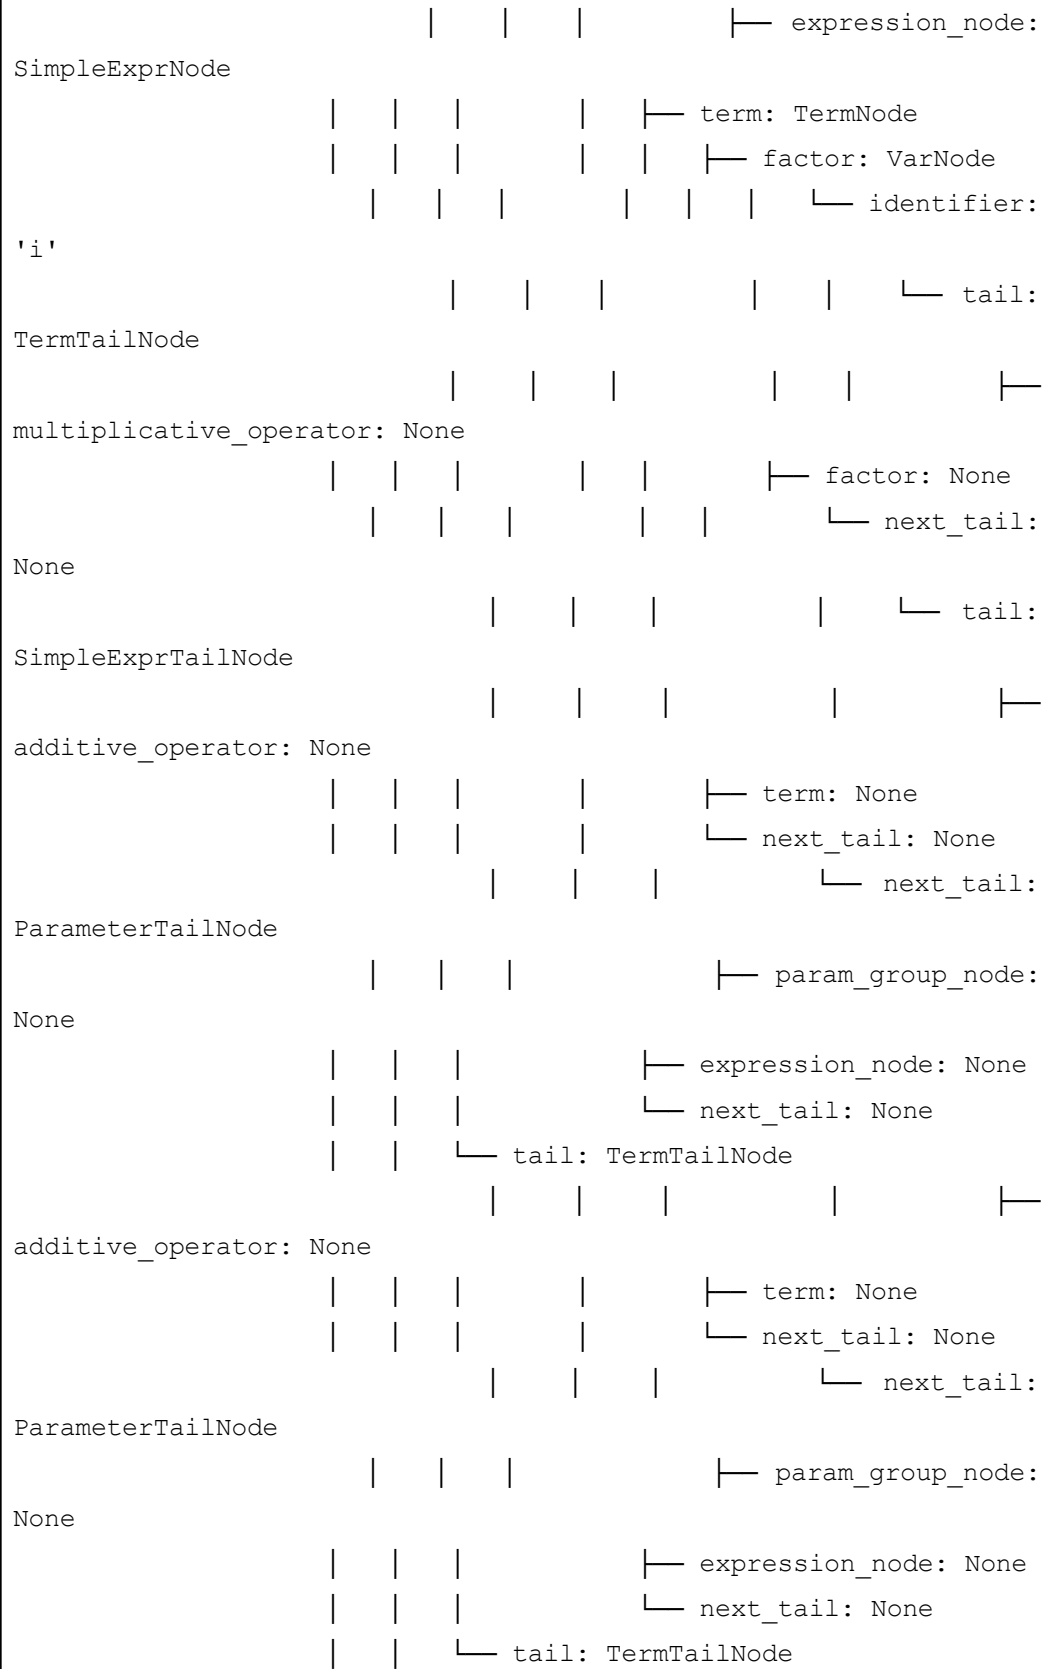 │ │ │ ├── expression_node:
SimpleExprNode
│ │ │ │ ├── term: TermNode
│ │ │ │ │ ├── factor: VarNode
│ │ │ │ │ │ └── identifier:
'i'
│ │ │ │ │ └── tail:
TermTailNode
│ │ │ │ │ ├──
multiplicative_operator: None
│ │ │ │ │ ├── factor: None
│ │ │ │ │ └── next_tail:
None
│ │ │ │ └── tail:
SimpleExprTailNode
│ │ │ │ ├──
additive_operator: None
│ │ │ │ ├── term: None
│ │ │ │ └── next_tail: None
│ │ │ └── next_tail:
ParameterTailNode
│ │ │ ├── param_group_node:
None
│ │ │ ├── expression_node: None
│ │ │ └── next_tail: None
│ │ └── tail: TermTailNode
│ │ │ │ ├──
additive_operator: None
│ │ │ │ ├── term: None
│ │ │ │ └── next_tail: None
│ │ │ └── next_tail:
ParameterTailNode
│ │ │ ├── param_group_node:
None
│ │ │ ├── expression_node: None
│ │ │ └── next_tail: None
│ │ └── tail: TermTailNode